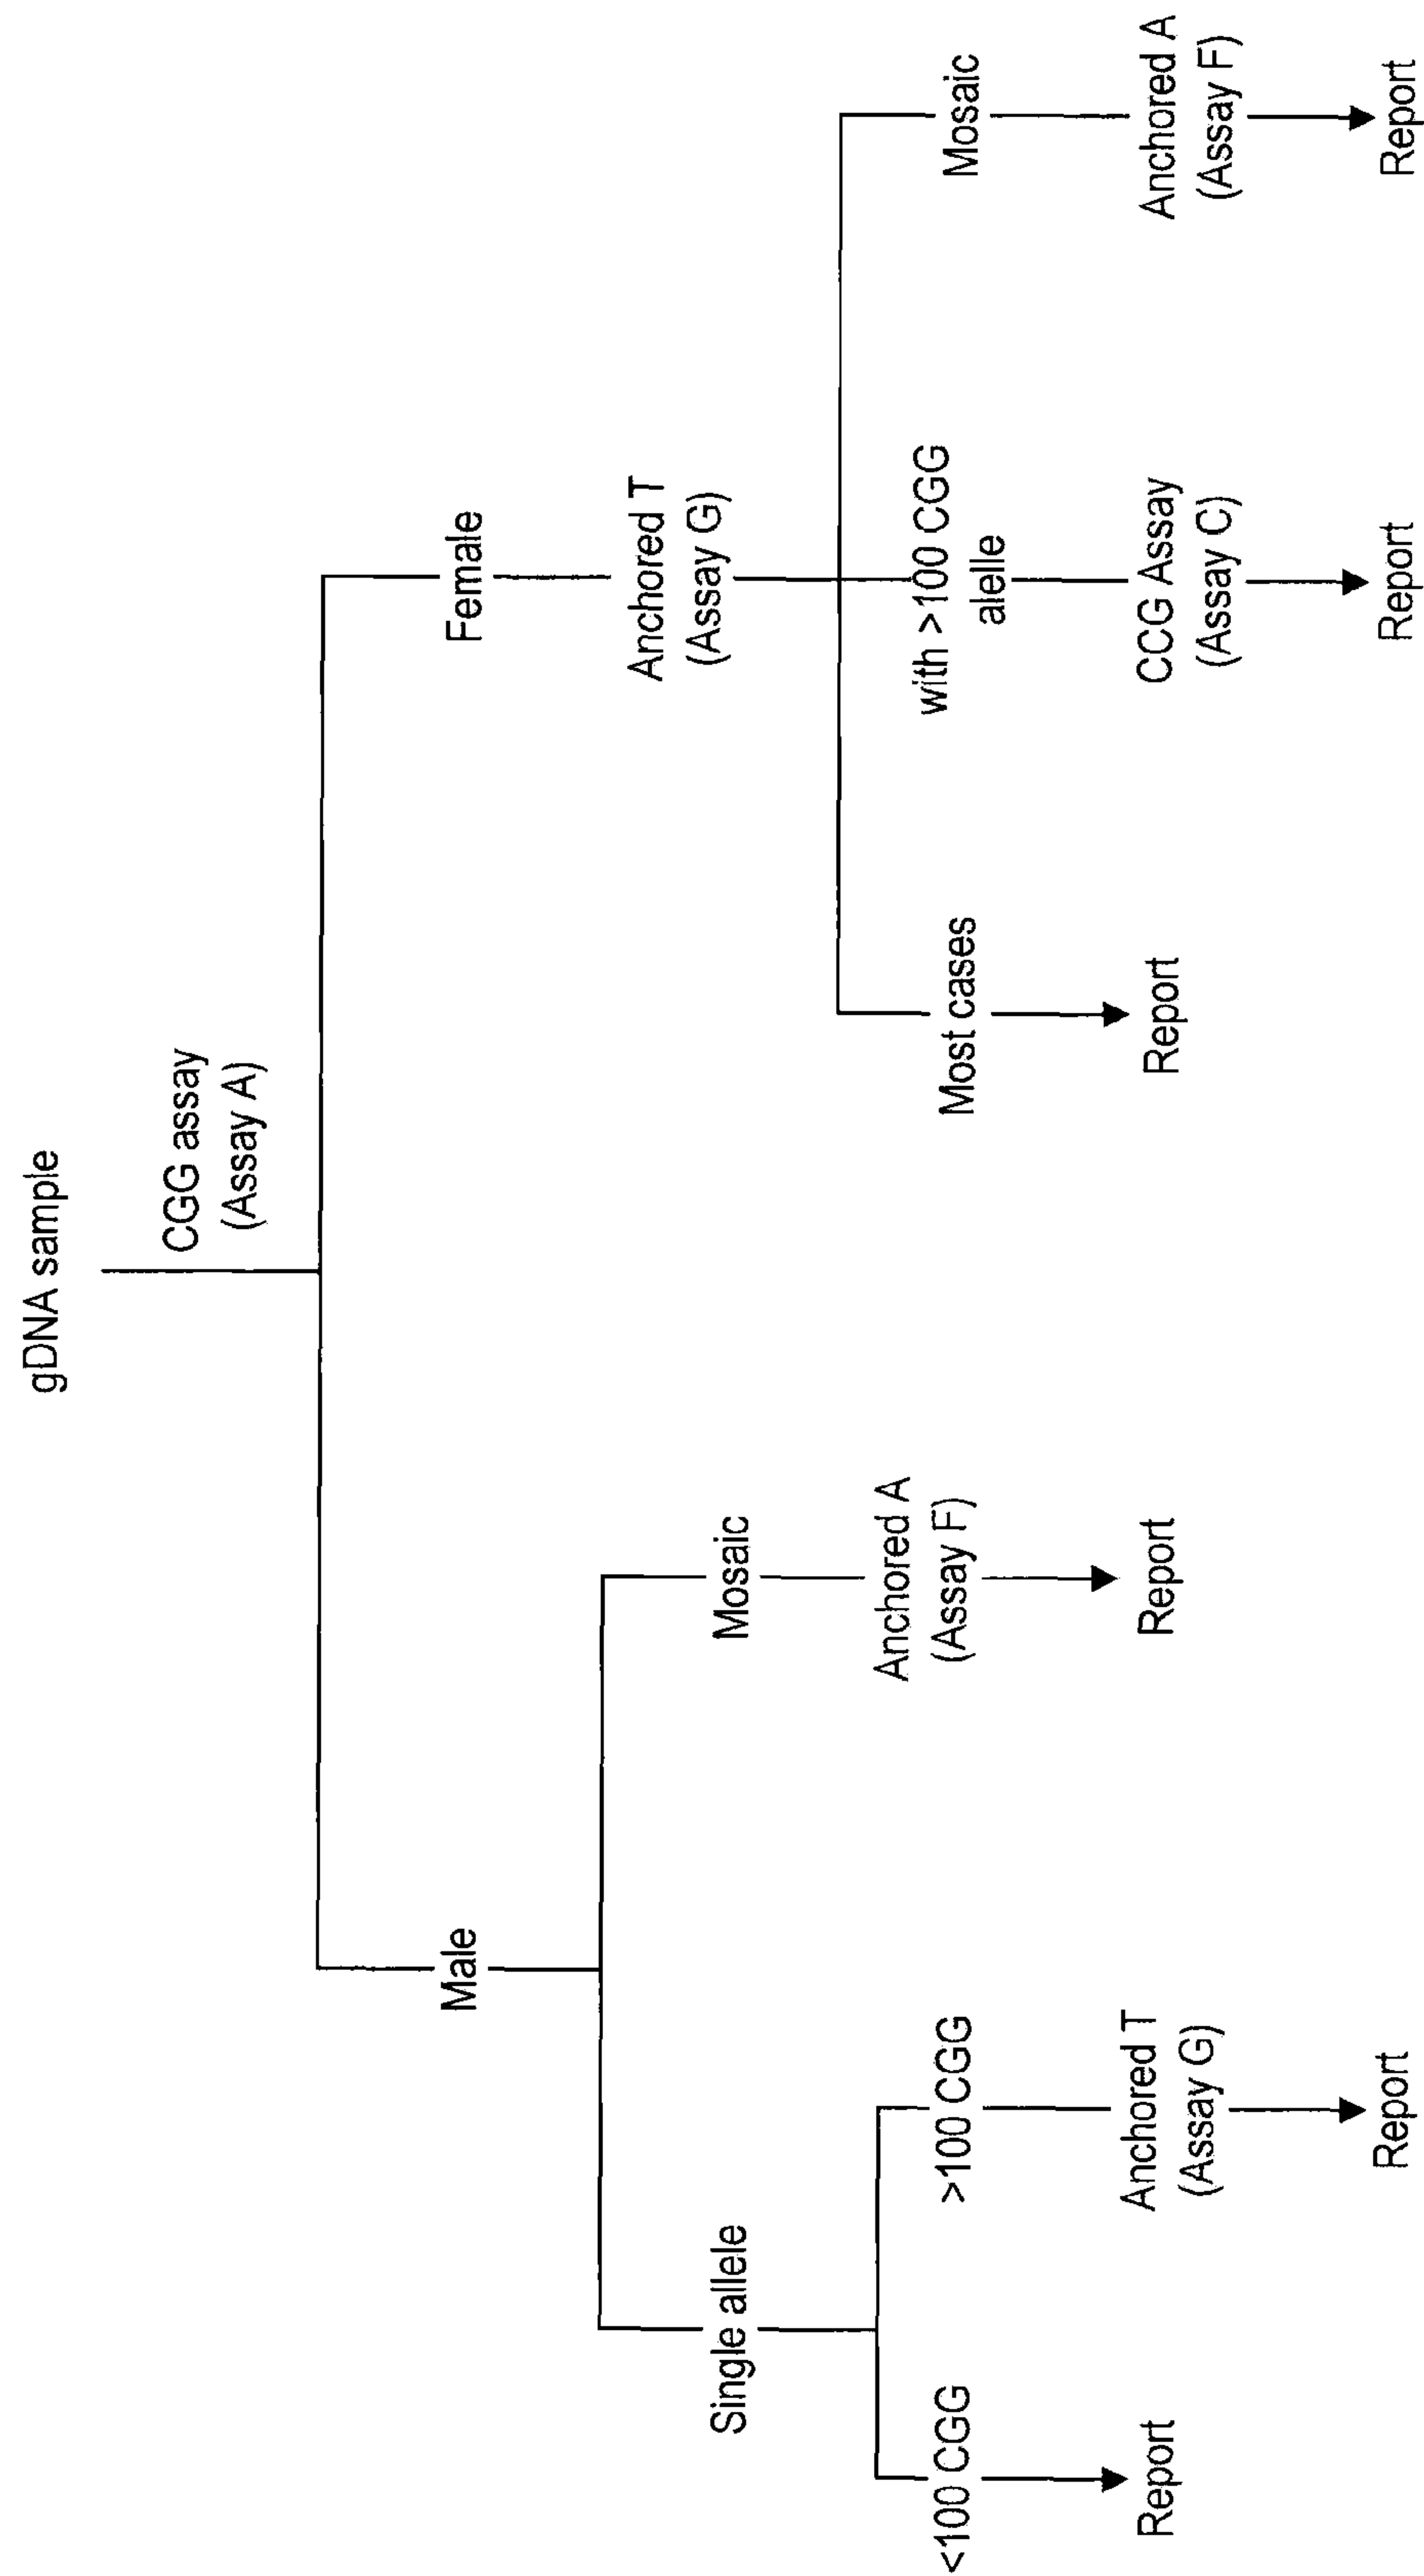 gDNA sample
CGG assay
(Assay A)
Male
Female
Single allele
Mosaic
Anchored T
(Assay G)
<100 CGG
>100 CGG
Anchored A
(Assay F)
Most cases
with >100 CGG
alelle
Mosaic
Report
Anchored T
(Assay G)
Report
Report
CCG Assay
(Assay C)
Anchored A
(Assay F)
Report
Report
Report